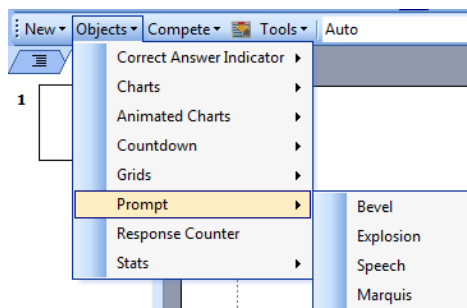 New Objects Compete Tools Auto
Correct Answer Indicator
1
Charts
Animated Charts
Countdown
Grids
Prompt
Bevel
Response Counter
Explosion
Stats
Speech
Marquis